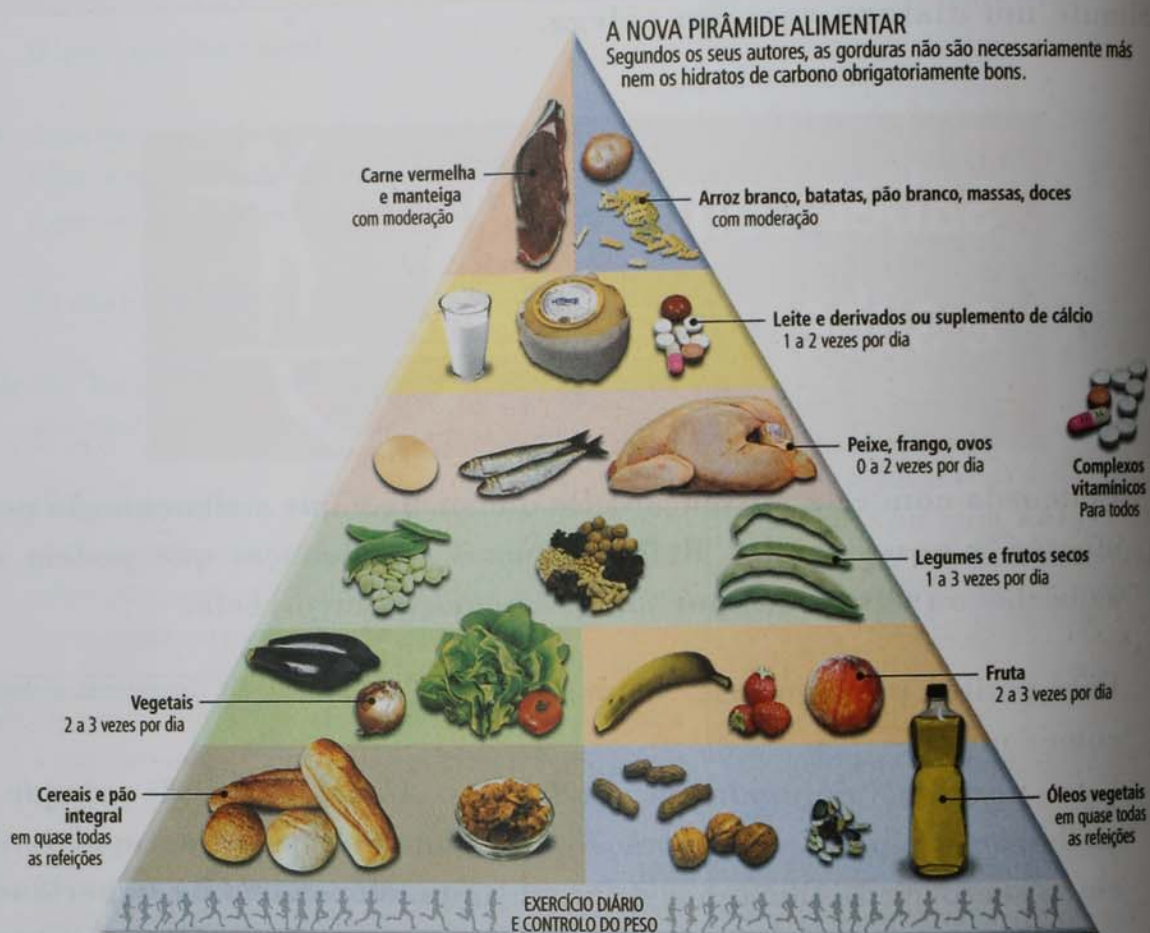 A NOVA PIRÂMIDE ALIMENTAR
Segundos os seus autores, as gorduras não são necessariamente más
nem os hidratos de carbono obrigatoriamente bons.
Carne vermelha
e manteiga
com moderação
Arroz branco, batatas, pão branco, massas, doces
com moderação
Leite e derivados ou suplemento de cálcio
1 a 2 vezes por dia
Peixe, frango, ovos
0 a 2 vezes por dia
Complexos
vitamínicos
Para todos
Legumes e frutos secos
1 a 3 vezes por dia
Vegetais
2 a 3 vezes por dia
Fruta
2 a 3 vezes por dia
Cereais e pão
integral
em quase todas
as refeições
Óleos vegetais
em quase todas
as refeições
EXERCÍCIO DIÁRIO
E CONTROLO DO PESO